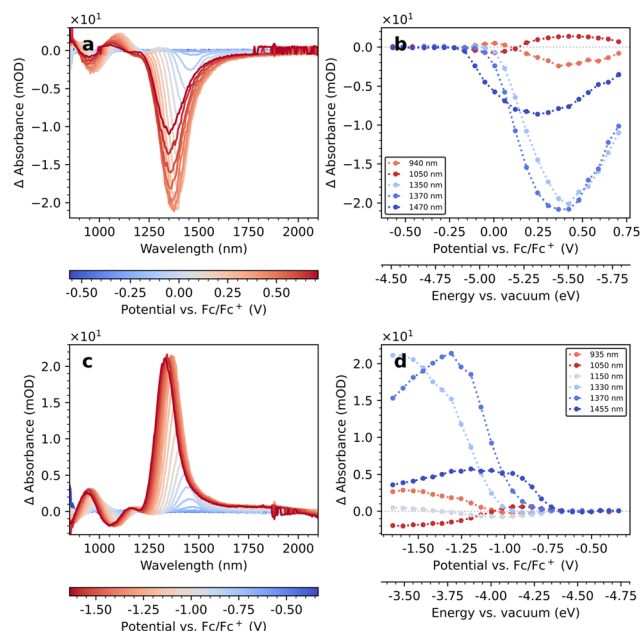 ×10¹
a
0.0
−0.5
−1.0
−1.5
−2.0
Δ Absorbance (mOD)
1000 1250 1500 1750 2000
Wavelength (nm)
-0.50 -0.25 0.00 0.25 0.50
Potential vs. Fc/Fc⁺ (V)
×10¹
b
0.0
−0.5
−1.0
−1.5
−2.0
Δ Absorbance (mOD)
940 nm
1050 nm
1350 nm
1370 nm
1470 nm
-0.50 -0.25 0.00 0.25 0.50 0.75
Potential vs. Fc/Fc⁺ (V)
-4.50 -4.75 -5.00 -5.25 -5.50 -5.75
Energy vs. vacuum (eV)
×10¹
c
2.0
1.5
1.0
0.5
0.0
Δ Absorbance (mOD)
1000 1250 1500 1750 2000
Wavelength (nm)
-1.50 -1.25 -1.00 -0.75 -0.50
Potential vs. Fc/Fc⁺ (V)
×10¹
d
2.0
1.5
1.0
0.5
0.0
Δ Absorbance (mOD)
935 nm
1050 nm
1150 nm
1330 nm
1370 nm
1455 nm
-1.50 -1.25 -1.00 -0.75 -0.50
Potential vs. Fc/Fc⁺ (V)
-3.50 -3.75 -4.00 -4.25 -4.50 -4.75
Energy vs. vacuum (eV)